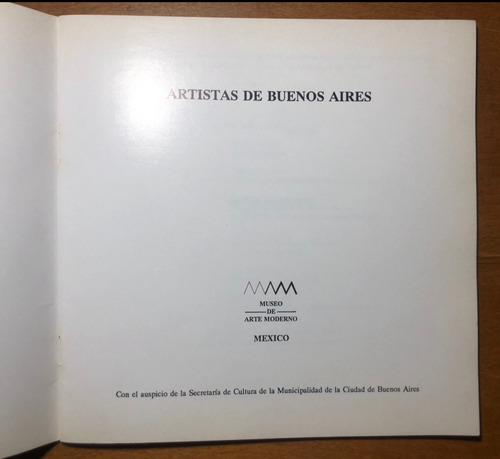 ARTISTAS DE BUENOS AIRES
MUSEO
DE
ARTE MODERNO
MEXICO
Con el auspicio de la Secretaría de Cultura de la Municipalidad de la Ciudad de Buenos Aires